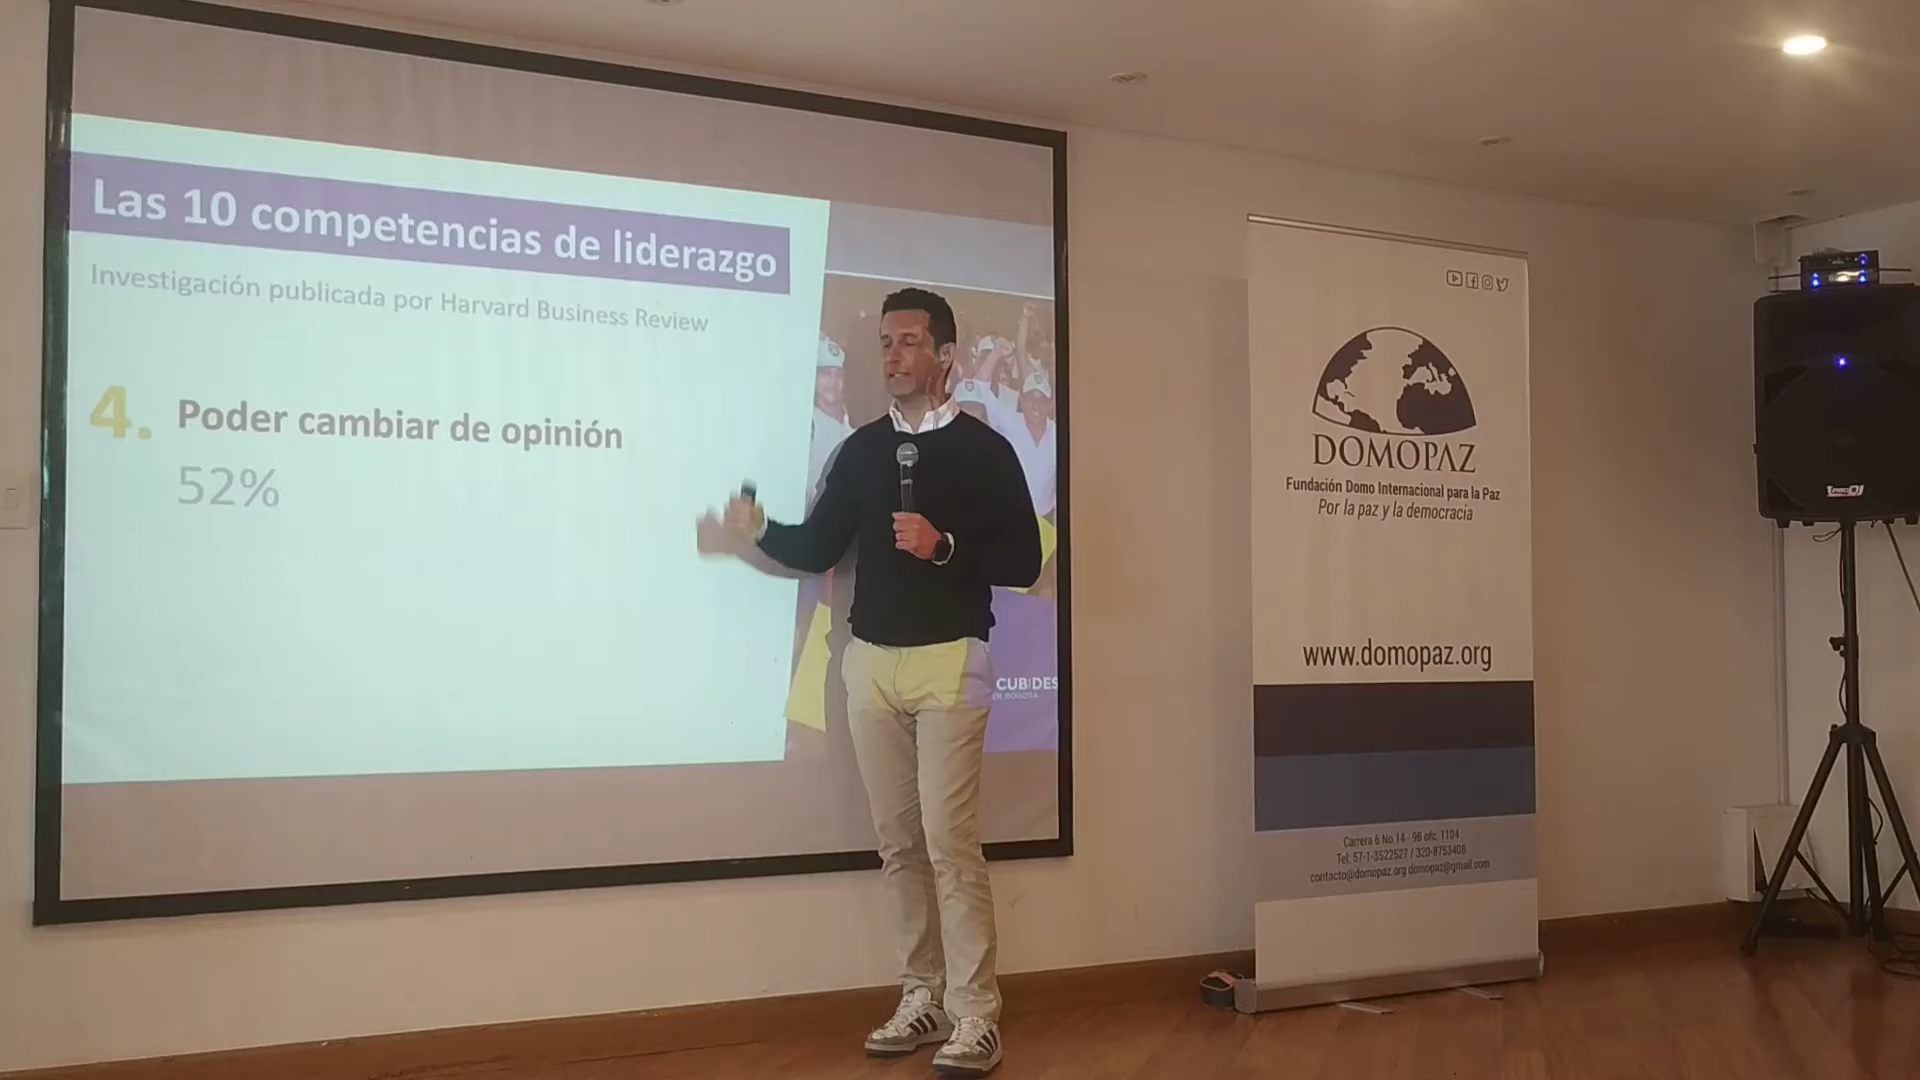 Las 10 competencias de liderazgo
Investigación publicada por Harvard Business Review
4. Poder cambiar de opinión
52%
CUBIDES
DE BOGOTÁ
DOMOPAZ
Fundación Domo Internacional para la Paz
Por la paz y la democracia
www.domopaz.org
Carrera 6 No 14 - 98 ofc. 1104
Tel: 57-1-3522527 / 320-8753408
contacto@domopaz.org domopaz@gmail.com
PRO DJ